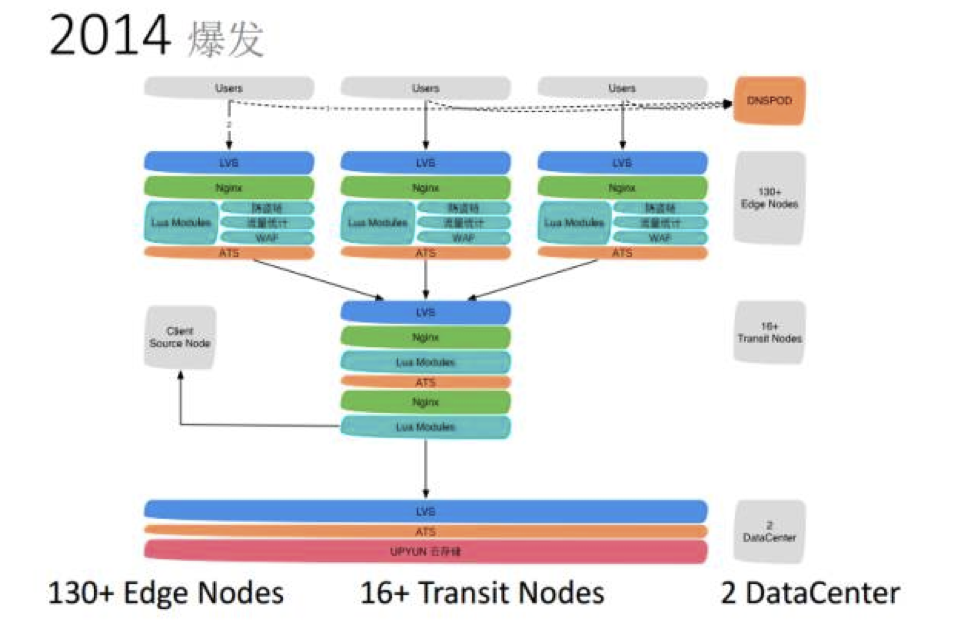 2014 爆发
Users
Users
Users
DNSPOD
1
2
LVS
LVS
LVS
Nginx
Nginx
Nginx
130+
Edge Nodes
Lua Modules
防盗链
流量统计
WAF
Lua Modules
防盗链
流量统计
WAF
Lua Modules
防盗链
流量统计
WAF
ATS
ATS
ATS
LVS
Client
Source Node
16+
Transit Nodes
Nginx
Lua Modules
ATS
Nginx
Lua Modules
LVS
ATS
UPYUN 云存储
2
DataCenter
130+ Edge Nodes
16+ Transit Nodes
2 DataCenter